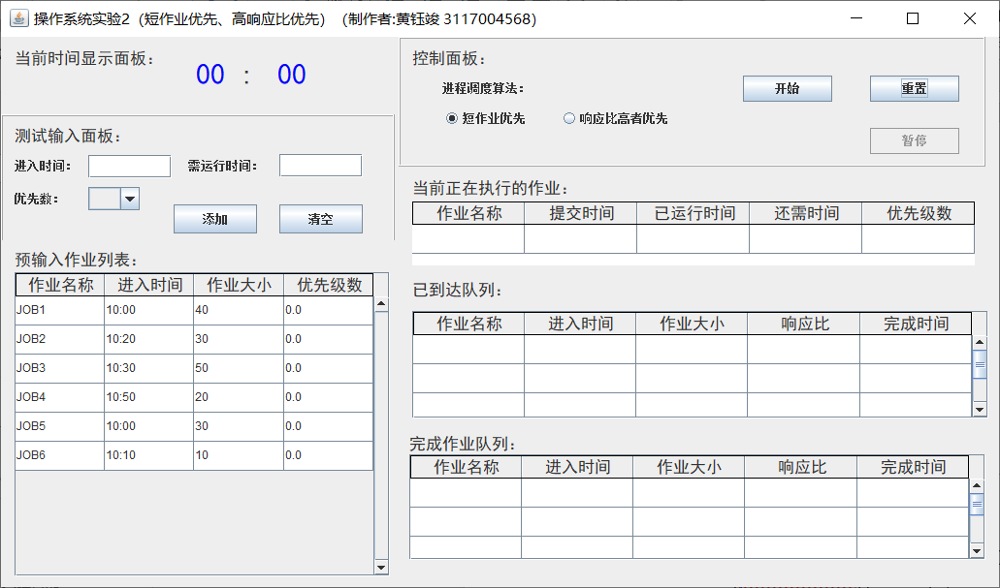 操作系统实验2（短作业优先、高响应比优先）（制作者:黄钰竣 3117004568）
当前时间显示面板：
00 : 00
测试输入面板：
进入时间： 需运行时间：
优先数：
添加 清空
预输入作业列表：
作业名称 进入时间 作业大小 优先级数
JOB1 10:00 40 0.0
JOB2 10:20 30 0.0
JOB3 10:30 50 0.0
JOB4 10:50 20 0.0
JOB5 10:00 30 0.0
JOB6 10:10 10 0.0
控制面板：
进程调度算法：
开始 重置
短作业优先 响应比高者优先
暂停
当前正在执行的作业：
作业名称 提交时间 已运行时间 还需时间 优先级数
已到达队列：
作业名称 进入时间 作业大小 响应比 完成时间
完成作业队列：
作业名称 进入时间 作业大小 响应比 完成时间